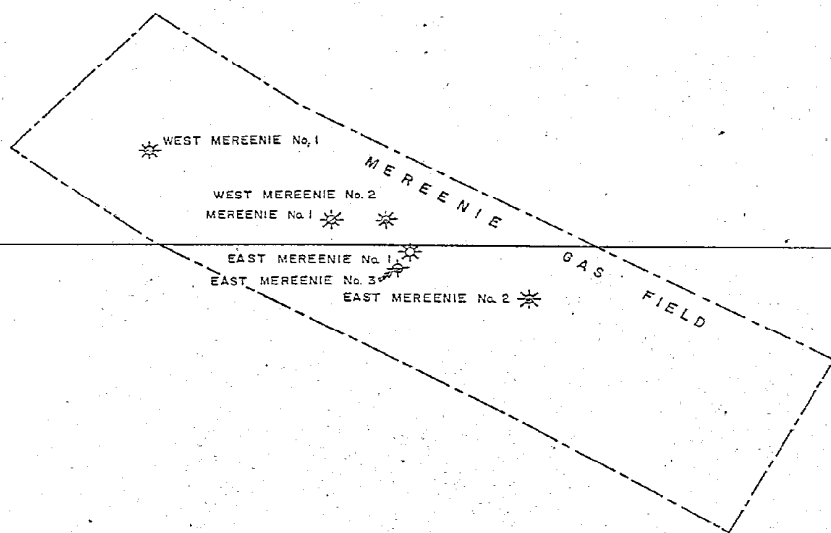 WEST MEREENIE No. 1
WEST MEREENIE No. 2
MEREENIE No. 1
MEREENIE GAS FIELD
EAST MEREENIE No. 1
EAST MEREENIE No. 3
EAST MEREENIE No. 2